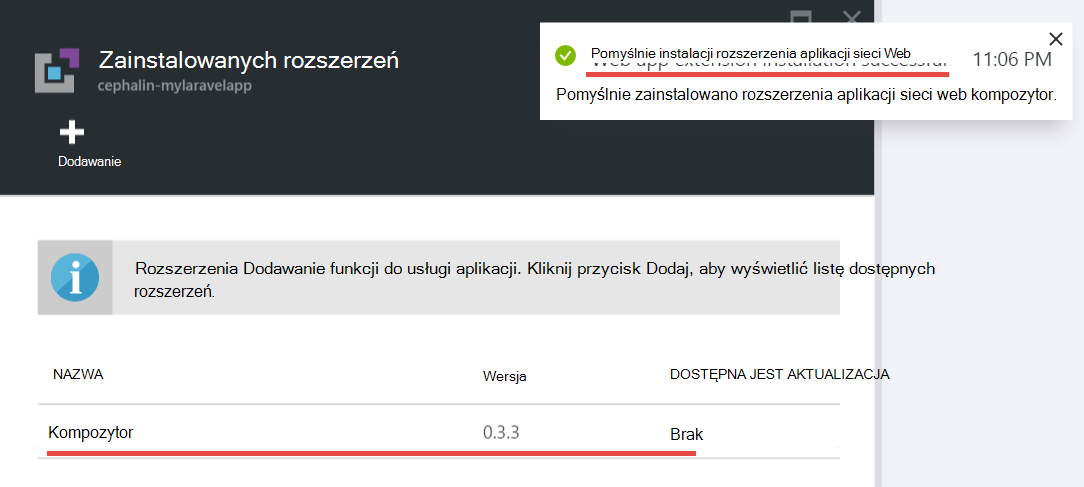 Zainstalowanych rozszerzeń
cephalin-mylaravelapp
Dodawanie
Pomyślnie instalacji rozszerzenia aplikacji sieci Web
Web app extension installation successful
11:06 PM
Pomyślnie zainstalowano rozszerzenia aplikacji sieci web kompozytor.
Rozszerzenia Dodawanie funkcji do usługi aplikacji. Kliknij przycisk Dodaj, aby wyświetlić listę dostępnych
rozszerzeń.
NAZWA Wersja DOSTĘPNA JEST AKTUALIZACJA
Kompozytor 0.3.3 Brak